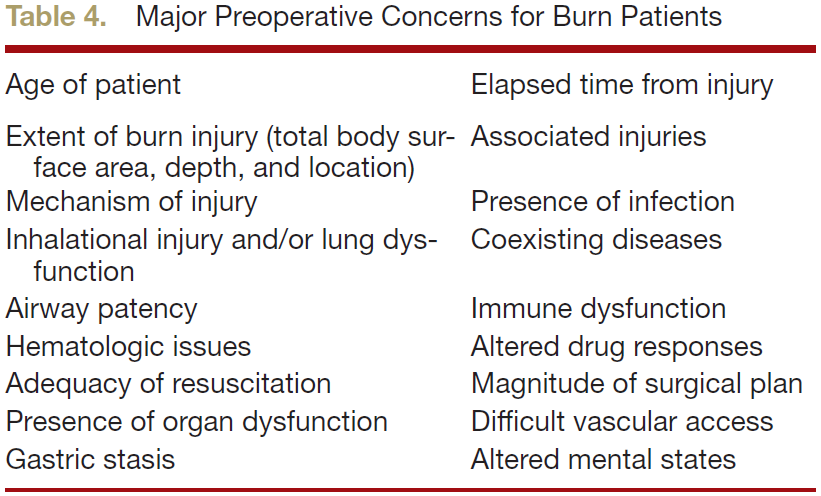 Table 4. Major Preoperative Concerns for Burn Patients
Age of patient Elapsed time from injury
Extent of burn injury (total body sur- Associated injuries
face area, depth, and location)
Mechanism of injury Presence of infection
Inhalational injury and/or lung dys- Coexisting diseases
function
Airway patency Immune dysfunction
Hematologic issues Altered drug responses
Adequacy of resuscitation Magnitude of surgical plan
Presence of organ dysfunction Difficult vascular access
Gastric stasis Altered mental states